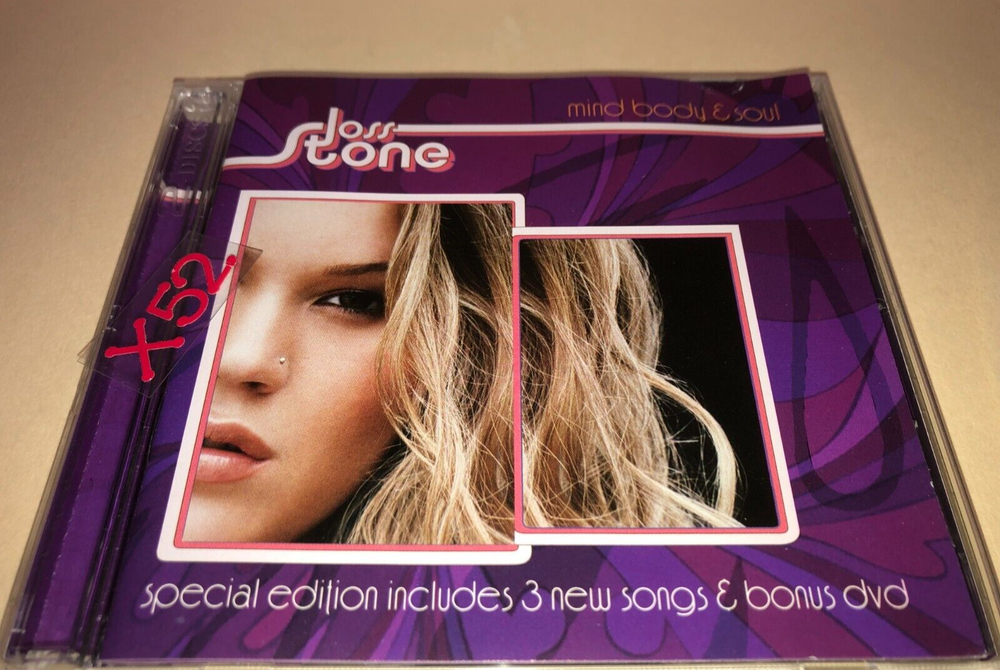 mind body & soul
Joss
Stone
X52
special edition includes 3 new songs & bonus dvd